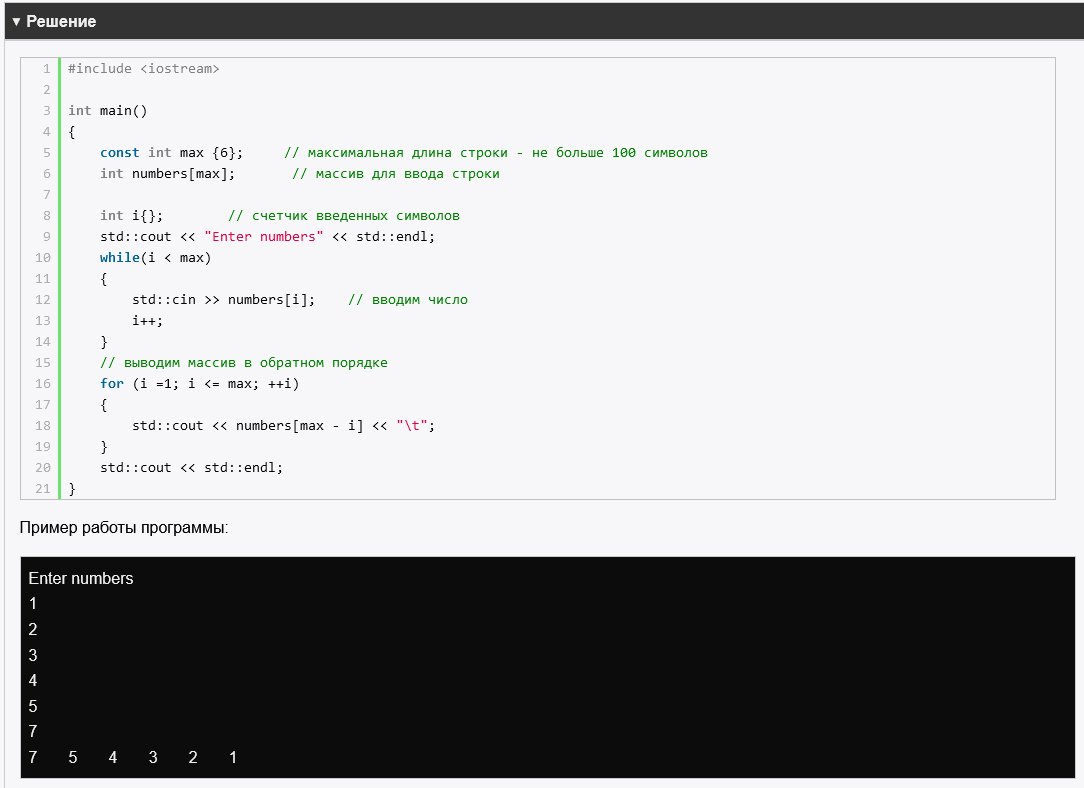 ▼ Решение
1 #include <iostream>
2
3 int main()
4 {
5     const int max {6};     // максимальная длина строки - не больше 100 символов
6     int numbers[max];       // массив для ввода строки
7
8     int i{};        // счетчик введенных символов
9     std::cout << "Enter numbers" << std::endl;
10     while(i < max)
11     {
12         std::cin >> numbers[i];    // вводим число
13         i++;
14     }
15     // выводим массив в обратном порядке
16     for (i =1; i <= max; ++i)
17     {
18         std::cout << numbers[max - i] << "\t";
19     }
20     std::cout << std::endl;
21 }
Пример работы программы:
Enter numbers
1
2
3
4
5
7
7 5 4 3 2 1